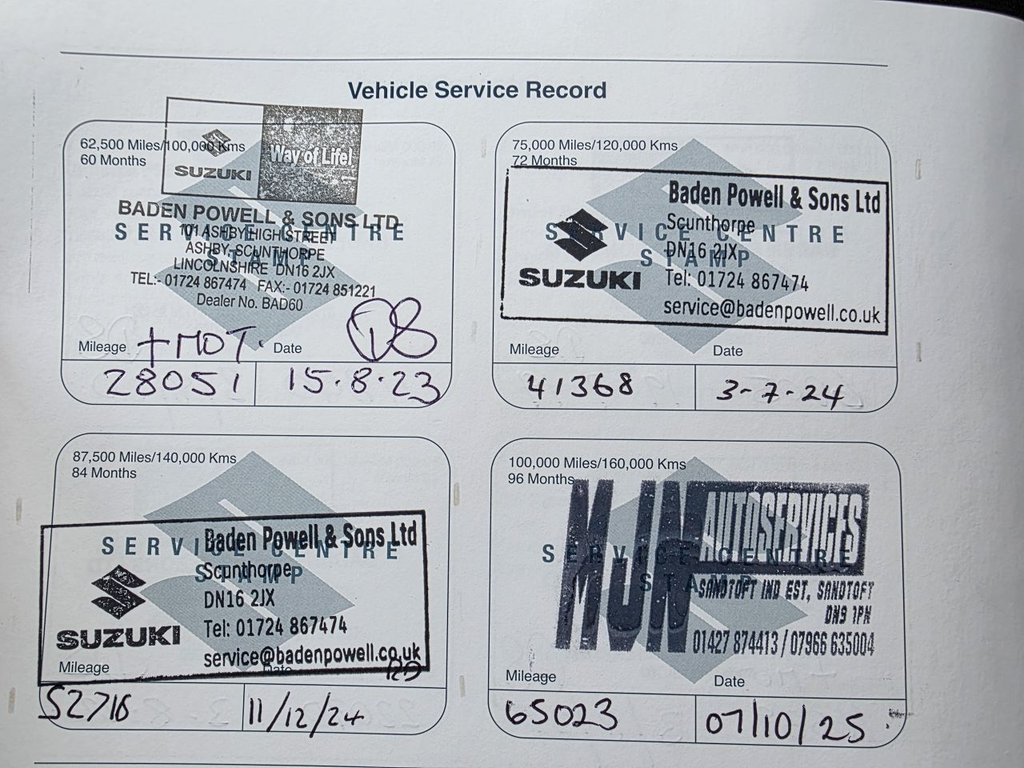 Vehicle Service Record
62,500 Miles/100,000 Kms
60 Months
SUZUKI
Way of Life!
BADEN POWELL & SONS LTD
SERVICE CENTRE
101 ASHBY HIGH STREET
ASHBY, SCUNTHORPE
STAMP
LINCOLNSHIRE DN16 2JX
TEL:- 01724 867474 FAX:- 01724 851221
Dealer No. BAD60
Mileage + MOT. Date DB
28051 15.8.23
75,000 Miles/120,000 Kms
72 Months
Baden Powell & Sons Ltd
Scunthorpe
SERVICE CENTRE
DN16 2JX
STAMP
SUZUKI
Tel: 01724 867474
service@badenpowell.co.uk
Mileage Date
41368 3-7-24
87,500 Miles/140,000 Kms
84 Months
Baden Powell & Sons Ltd
SERVICE CENTRE
Scunthorpe
STAMP
DN16 2JX
SUZUKI
Tel: 01724 867474
service@badenpowell.co.uk
Mileage Date
52716 11/12/24
100,000 Miles/160,000 Kms
96 Months
MJN AUTOSERVICES
SERVICE CENTRE
STAMP
SANDTOFT IND EST, SANDTOFT
DN9 1PN
01427 874413 / 07966 635004
Mileage Date
65023 07/10/25.